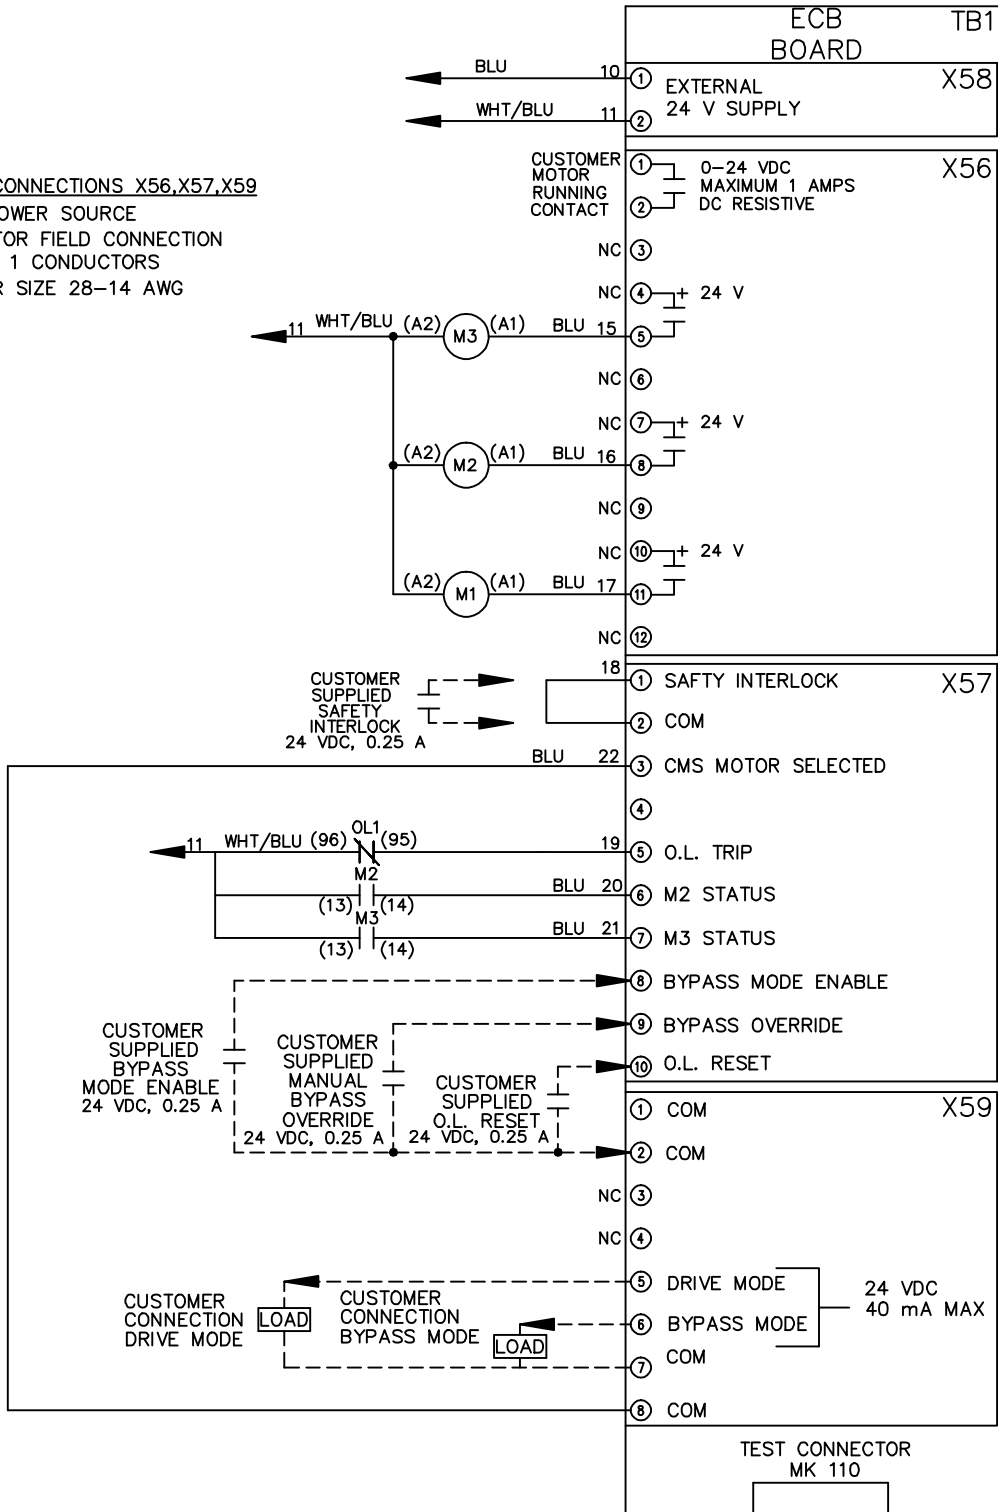 ECB TB1
BOARD
BLU 10 1 EXTERNAL X58
WHT/BLU 11 2 24 V SUPPLY
CONNECTIONS X56,X57,X59
OWER SOURCE
TOR FIELD CONNECTION
1 CONDUCTORS
R SIZE 28-14 AWG
CUSTOMER
MOTOR
RUNNING
CONTACT
1 2
0-24 VDC
MAXIMUM 1 AMPS
DC RESISTIVE
X56
NC 3
NC 4 + 24 V
11 WHT/BLU (A2) M3 (A1) BLU 15 5
NC 6
NC 7 + 24 V
(A2) M2 (A1) BLU 16 8
NC 9
NC 10 + 24 V
(A2) M1 (A1) BLU 17 11
NC 12
CUSTOMER
SUPPLIED
SAFETY
INTERLOCK
24 VDC, 0.25 A
18 1 SAFTY INTERLOCK X57
2 COM
BLU 22 3 CMS MOTOR SELECTED
4
11 WHT/BLU (96) OL1 (95) 19 5 O.L. TRIP
M2
(13) (14) BLU 20 6 M2 STATUS
M3
(13) (14) BLU 21 7 M3 STATUS
8 BYPASS MODE ENABLE
9 BYPASS OVERRIDE
10 O.L. RESET
CUSTOMER
SUPPLIED
BYPASS
MODE ENABLE
24 VDC, 0.25 A
CUSTOMER
SUPPLIED
MANUAL
BYPASS
OVERRIDE
24 VDC, 0.25 A
CUSTOMER
SUPPLIED
O.L. RESET
24 VDC, 0.25 A
1 COM X59
2 COM
NC 3
NC 4
5 DRIVE MODE
6 BYPASS MODE
24 VDC
40 mA MAX
CUSTOMER
CONNECTION
DRIVE MODE
LOAD
CUSTOMER
CONNECTION
BYPASS MODE
LOAD
7 COM
8 COM
TEST CONNECTOR
MK 110